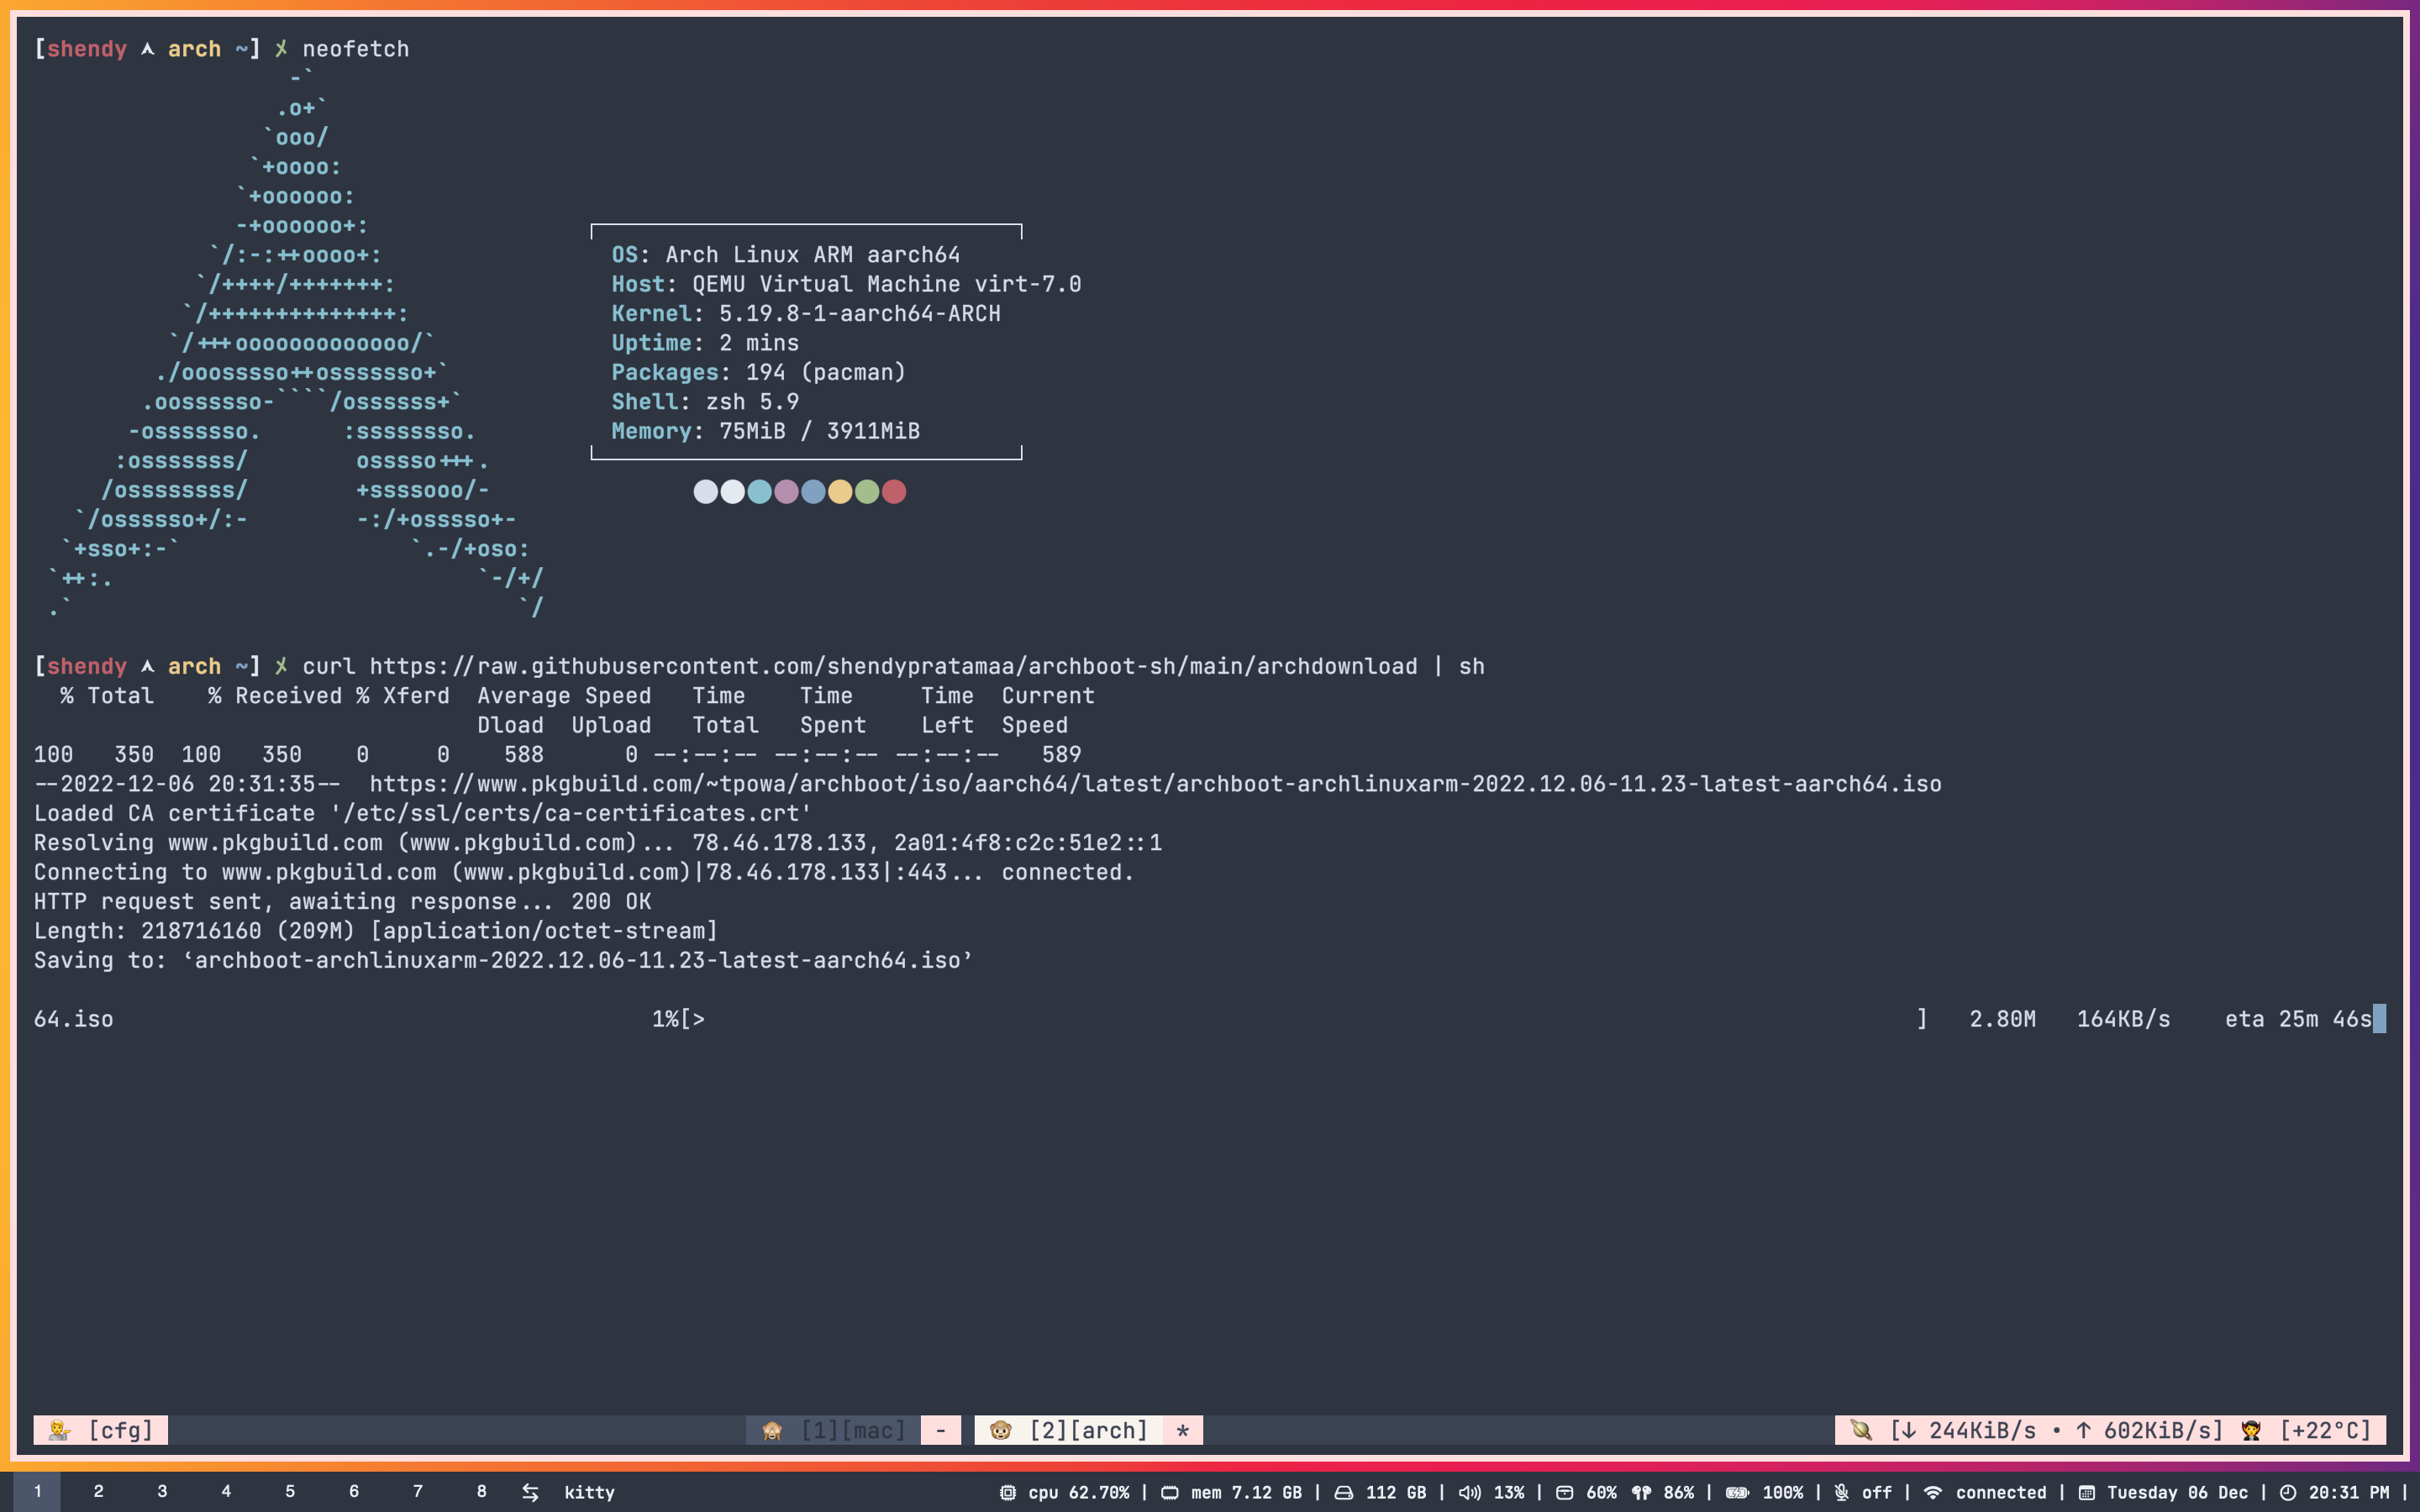 [shendy arch ~] neofetch
-`
.o+`
`ooo/
`+oooo:
`+oooooo:
-+oooooo+:
`/:-:++oooo+:
`/++++/+++++++:
`/++++++++++++++:
`/+++ooooooooooooo/`
./ooosssso++osssssso+`
.oossssso-````/ossssss+`
-osssssso. :ssssssso.
:osssssss/ osssso+++.
/ossssssss/ +ssssooo/-
`/ossssso+/:- -:/+osssso+-
`+sso+:-` `.-/+oso:
`++:. `-/+/
.` `/
OS: Arch Linux ARM aarch64
Host: QEMU Virtual Machine virt-7.0
Kernel: 5.19.8-1-aarch64-ARCH
Uptime: 2 mins
Packages: 194 (pacman)
Shell: zsh 5.9
Memory: 75MiB / 3911MiB
[shendy arch ~] curl https://raw.githubusercontent.com/shendypratamaa/archboot-sh/main/archdownload | sh
% Total % Received % Xferd Average Speed Time Time Time Current
Dload Upload Total Spent Left Speed
100 350 100 350 0 0 588 0 --:--:-- --:--:-- --:--:-- 589
--2022-12-06 20:31:35-- https://www.pkgbuild.com/~tpowa/archboot/iso/aarch64/latest/archboot-archlinuxarm-2022.12.06-11.23-latest-aarch64.iso
Loaded CA certificate '/etc/ssl/certs/ca-certificates.crt'
Resolving www.pkgbuild.com (www.pkgbuild.com)... 78.46.178.133, 2a01:4f8:c2c:51e2::1
Connecting to www.pkgbuild.com (www.pkgbuild.com)|78.46.178.133|:443... connected.
HTTP request sent, awaiting response... 200 OK
Length: 218716160 (209M) [application/octet-stream]
Saving to: ‘archboot-archlinuxarm-2022.12.06-11.23-latest-aarch64.iso’
64.iso 1%[> ] 2.80M 164KB/s eta 25m 46s
[cfg] [1][mac] - [2][arch] * [↓ 244KiB/s • ↑ 602KiB/s] [+22°C]
1 2 3 4 5 6 7 8 kitty cpu 62.70% | mem 7.12 GB | 112 GB | 13% | 60% 86% | 100% | off | connected | Tuesday 06 Dec | 20:31 PM |